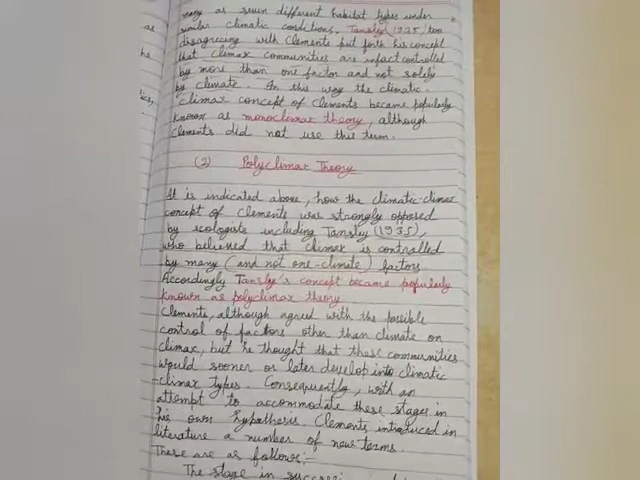 many as seven different habitat types under
similar climatic conditions. Tansley (1935) too
disagreeing with Clements put forth his concept
that climax communities are infact controlled
by more than one factor and not solely
by climate. In this way the climatic
climax concept of Clements became popularly
known as monoclimax theory, although
Clements did not use this term.
(2) Polyclimax Theory
It is indicated above, how the climatic climax
concept of Clements was strongly opposed
by ecologists including Tansley (1935),
who believed that climax is controlled
by many (and not one-climate) factors
Accordingly Tansley's concept became popularly
known as polyclimax theory
Clements, although agreed with the possible
control of factors other than climate on
climax, but he thought that these communities
would sooner or later develop into climatic
climax types. Consequently, with an
attempt to accommodate these stages in
his own hypothesis. Clements introduced in
literature a number of new terms.
These are as follows:-
The stage in